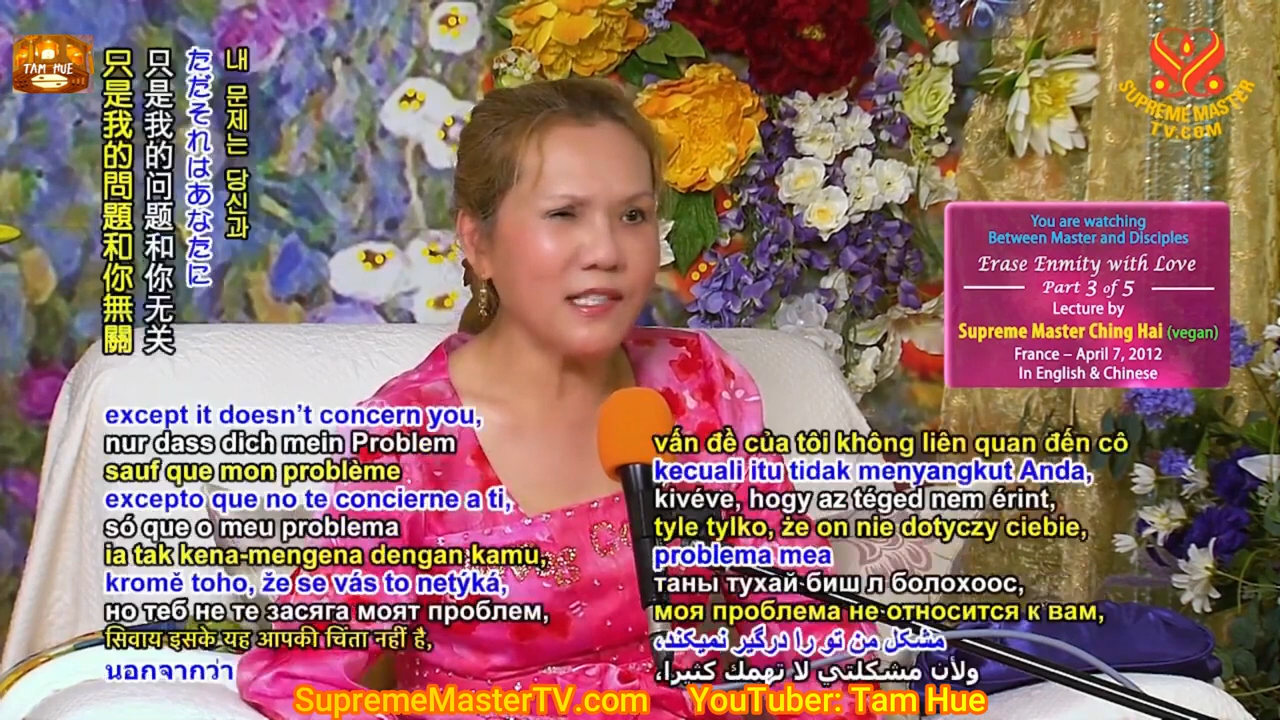 TAM HUE
SUPREME MASTER
TV.COM
只是我的問題和你無關
只是我的问题和你无关
ただそれはあなたに
내 문제는 당신과
You are watching
Between Master and Disciples
Erase Enmity with Love
Part 3 of 5
Lecture by
Supreme Master Ching Hai (vegan)
France – April 7, 2012
In English & Chinese
except it doesn't concern you,
nur dass dich mein Problem
sauf que mon problème
excepto que no te concierne a ti,
só que o meu problema
ia tak kena-mengena dengan kamu,
kromě toho, že se vás to netýká,
но теб не те засяга моят проблем,
सिवाय इसके यह आपकी चिंता नहीं है,
นอกจากว่า
vấn đề của tôi không liên quan đến cô
kecuali itu tidak menyangkut Anda,
kivéve, hogy az téged nem érint,
tyle tylko, że on nie dotyczy ciebie,
problema mea
таны тухай биш л болохоос,
моя проблема не относится к вам,
مشکل من تو را درگیر نمیکند،
ولأن مشكلتي لا تهمك كثيرا،
SupremeMasterTV.com YouTuber: Tam Hue